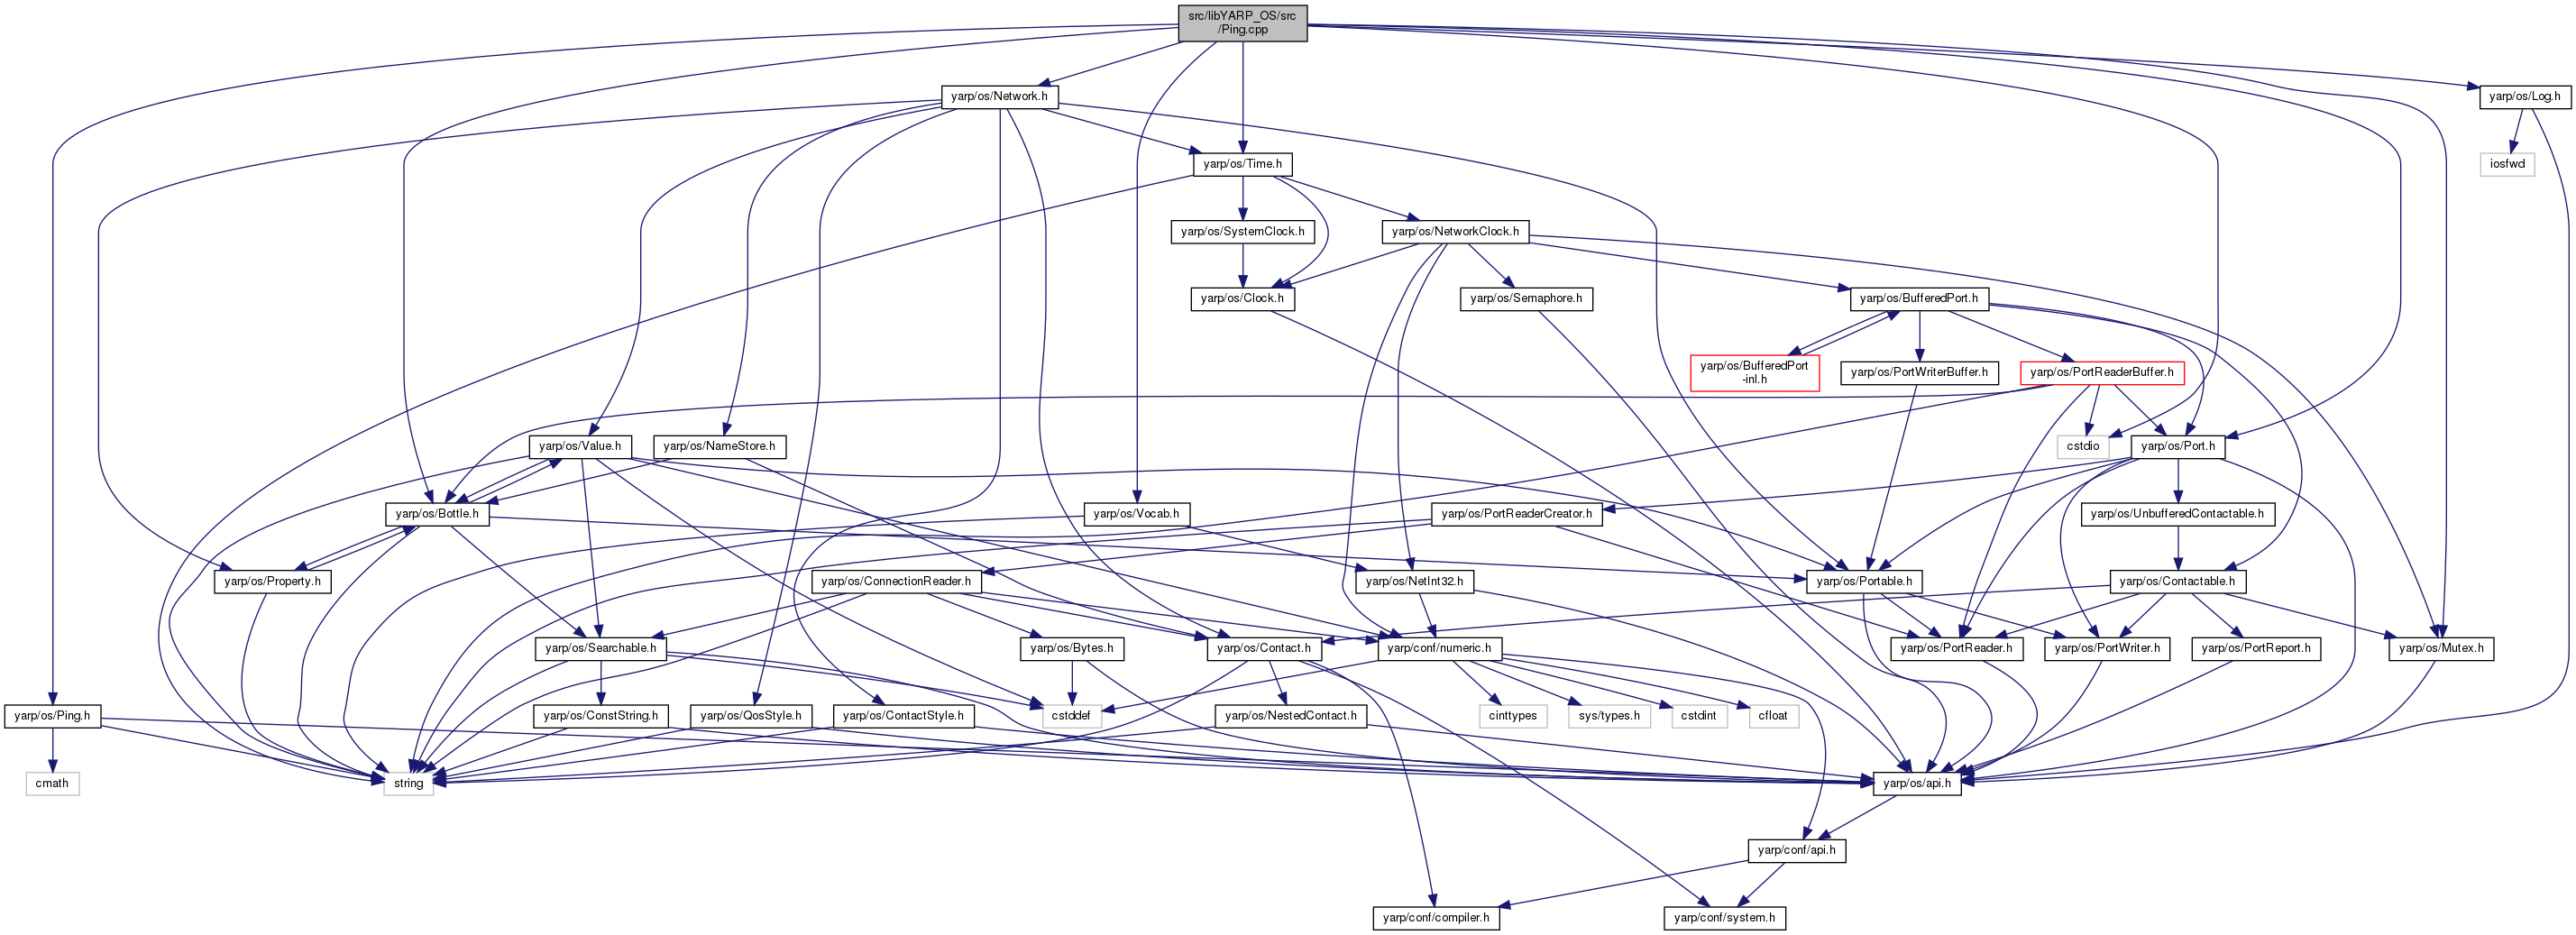 src/libYARP_OS/src
/Ping.cpp
yarp/os/Network.h
yarp/os/Log.h
yarp/os/Time.h
iosfwd
yarp/os/SystemClock.h
yarp/os/NetworkClock.h
yarp/os/Clock.h
yarp/os/Semaphore.h
yarp/os/BufferedPort.h
yarp/os/BufferedPort
-inl.h
yarp/os/PortWriterBuffer.h
yarp/os/PortReaderBuffer.h
yarp/os/Value.h
yarp/os/NameStore.h
cstdio
yarp/os/Port.h
yarp/os/Bottle.h
yarp/os/Vocab.h
yarp/os/PortReaderCreator.h
yarp/os/UnbufferedContactable.h
yarp/os/Property.h
yarp/os/ConnectionReader.h
yarp/os/NetInt32.h
yarp/os/Portable.h
yarp/os/Contactable.h
yarp/os/Searchable.h
yarp/os/Bytes.h
yarp/os/Contact.h
yarp/conf/numeric.h
yarp/os/PortReader.h
yarp/os/PortWriter.h
yarp/os/PortReport.h
yarp/os/Mutex.h
yarp/os/Ping.h
yarp/os/ConstString.h
yarp/os/QosStyle.h
yarp/os/ContactStyle.h
cstddef
yarp/os/NestedContact.h
cinttypes
sys/types.h
cstdint
cfloat
cmath
string
yarp/os/api.h
yarp/conf/api.h
yarp/conf/compiler.h
yarp/conf/system.h